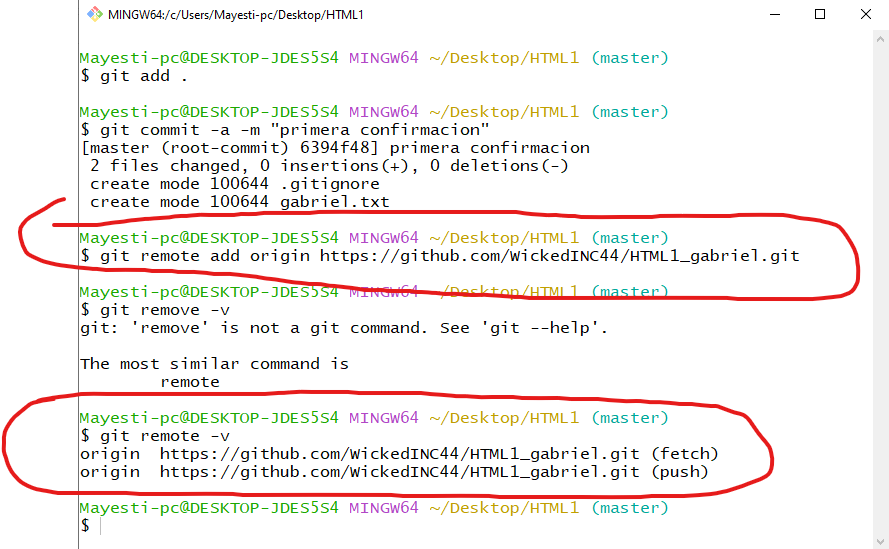 MINGW64:/c/Users/Mayesti-pc/Desktop/HTML1
Mayesti-pc@DESKTOP-JDES5S4 MINGW64 ~/Desktop/HTML1 (master)
$ git add .
Mayesti-pc@DESKTOP-JDES5S4 MINGW64 ~/Desktop/HTML1 (master)
$ git commit -a -m "primera confirmacion"
[master (root-commit) 6394f48] primera confirmacion
 2 files changed, 0 insertions(+), 0 deletions(-)
 create mode 100644 .gitignore
 create mode 100644 gabriel.txt
Mayesti-pc@DESKTOP-JDES5S4 MINGW64 ~/Desktop/HTML1 (master)
$ git remote add origin https://github.com/WickedINC44/HTML1_gabriel.git
Mayesti-pc@DESKTOP-JDES5S4 MINGW64 ~/Desktop/HTML1 (master)
$ git remove -v
git: 'remove' is not a git command. See 'git --help'.
The most similar command is
        remote
Mayesti-pc@DESKTOP-JDES5S4 MINGW64 ~/Desktop/HTML1 (master)
$ git remote -v
origin  https://github.com/WickedINC44/HTML1_gabriel.git (fetch)
origin  https://github.com/WickedINC44/HTML1_gabriel.git (push)
Mayesti-pc@DESKTOP-JDES5S4 MINGW64 ~/Desktop/HTML1 (master)
$